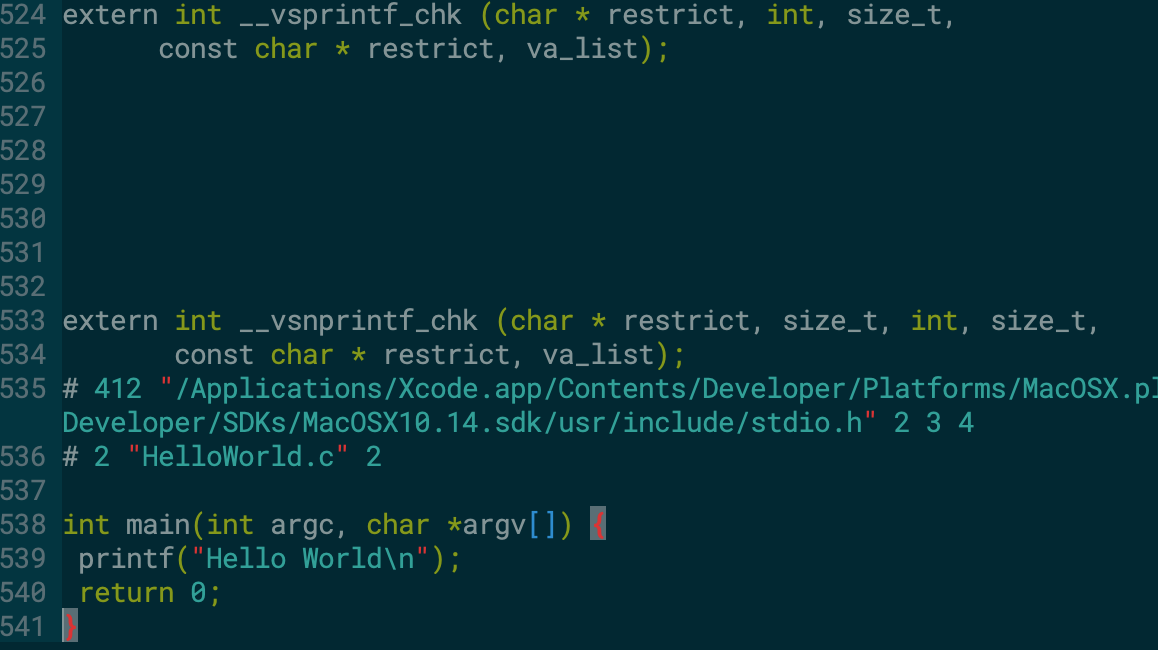 524 extern int __vsprintf_chk (char * restrict, int, size_t,
525       const char * restrict, va_list);
526
527
528
529
530
531
532
533 extern int __vsnprintf_chk (char * restrict, size_t, int, size_t,
534        const char * restrict, va_list);
535 # 412 "/Applications/Xcode.app/Contents/Developer/Platforms/MacOSX.pl
Developer/SDKs/MacOSX10.14.sdk/usr/include/stdio.h" 2 3 4
536 # 2 "HelloWorld.c" 2
537
538 int main(int argc, char *argv[]) {
539  printf("Hello World\n");
540  return 0;
541 }